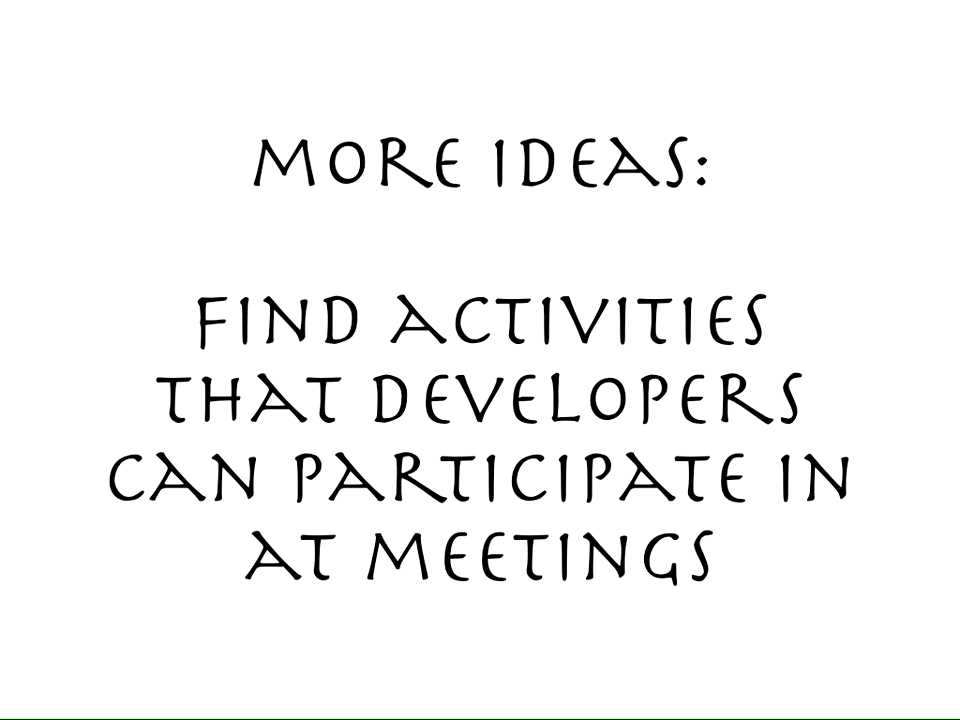 MORE IDEAS:
FIND ACTIVITIES
THAT DEVELOPERS
CAN PARTICIPATE IN
AT MEETINGS